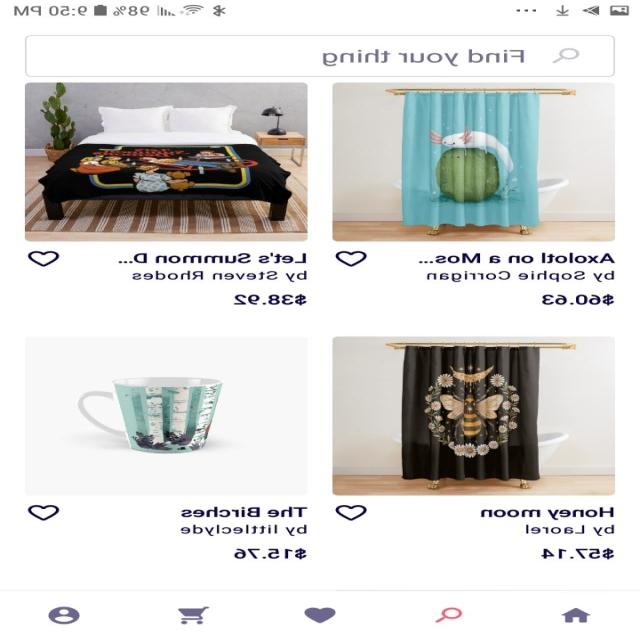 9:50 PM
98%
Find your thing
Axolotl on a Mos...
by Sophie Corrigan
$60.63
Let's Summon D...
by Steven Rhodes
$38.92
Honey moon
by Laorel
$57.14
The Birches
by littleclyde
$15.76